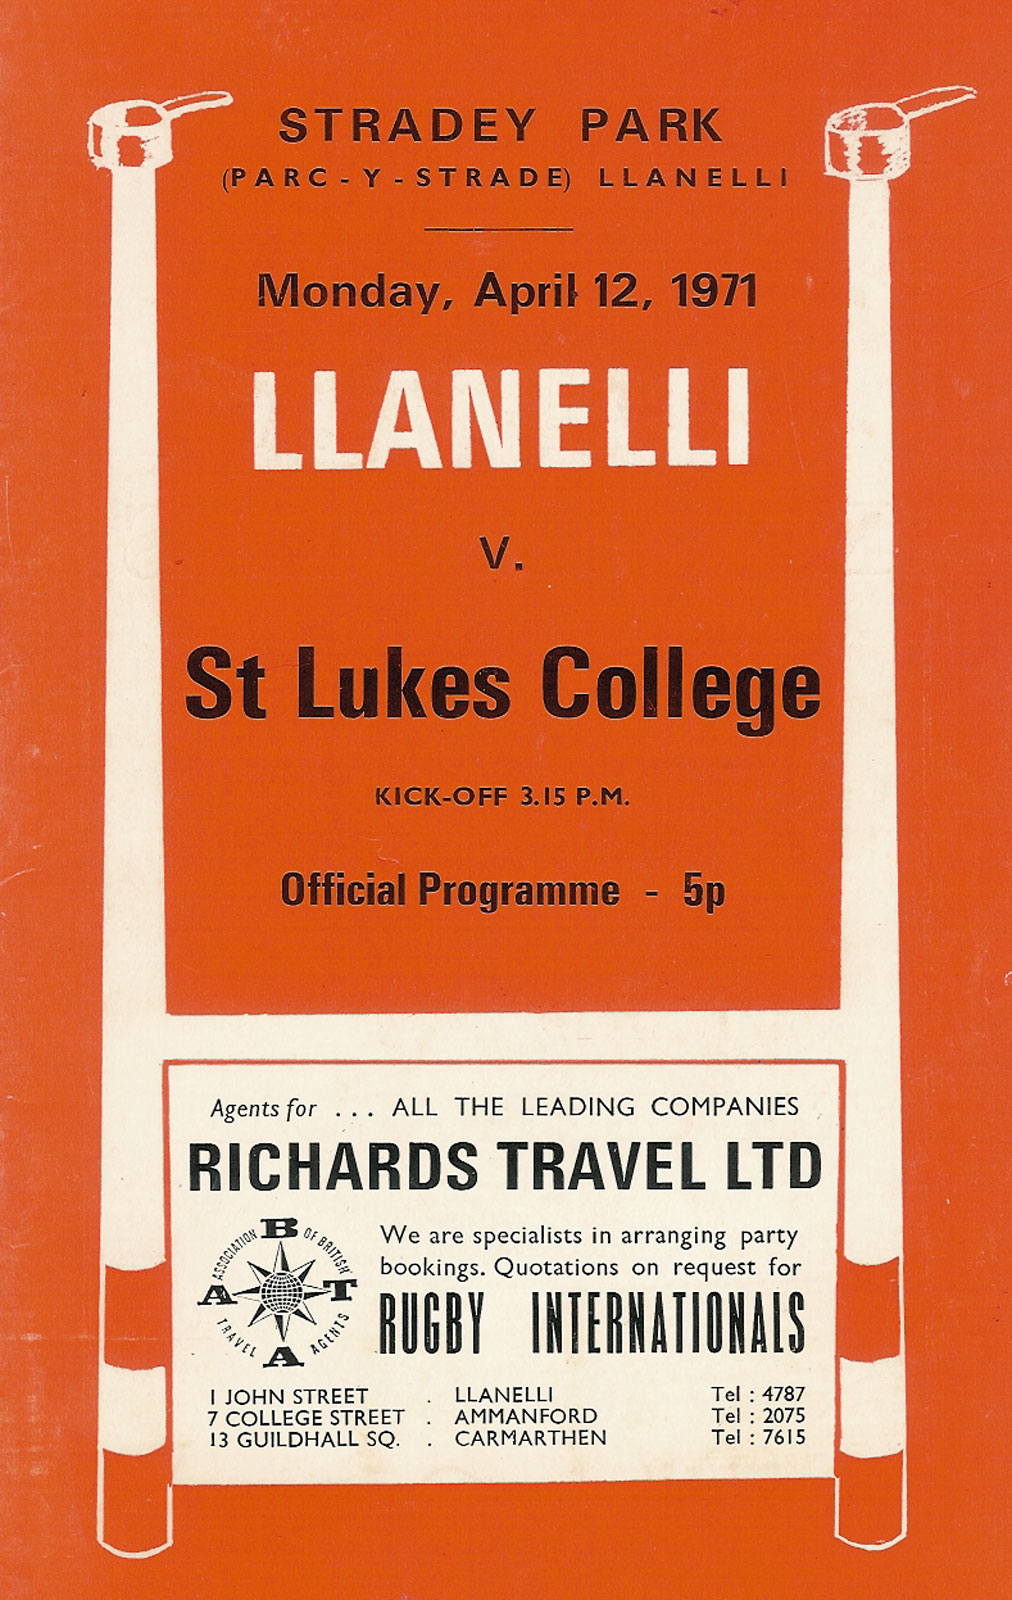 STRADEY PARK
(PARC-Y-STRADE) LLANELLI
Monday, April 12, 1971
LLANELLI
v.
St Lukes College
KICK-OFF 3.15 P.M.
Official Programme - 5p
Agents for ... ALL THE LEADING COMPANIES
RICHARDS TRAVEL LTD
ABTA
ASSOCIATION OF BRITISH TRAVEL AGENTS
We are specialists in arranging party
bookings. Quotations on request for
RUGBY INTERNATIONALS
1 JOHN STREET . LLANELLI Tel : 4787
7 COLLEGE STREET . AMMANFORD Tel : 2075
13 GUILDHALL SQ. . CARMARTHEN Tel : 7615